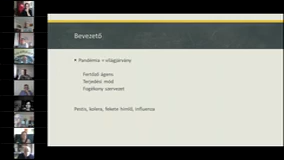 Bevezető
Pandémia = világjárvány
Fertőző ágens
Terjedési mód
Fogékony szervezet
Pestis, kolera, fekete himlő, influenza